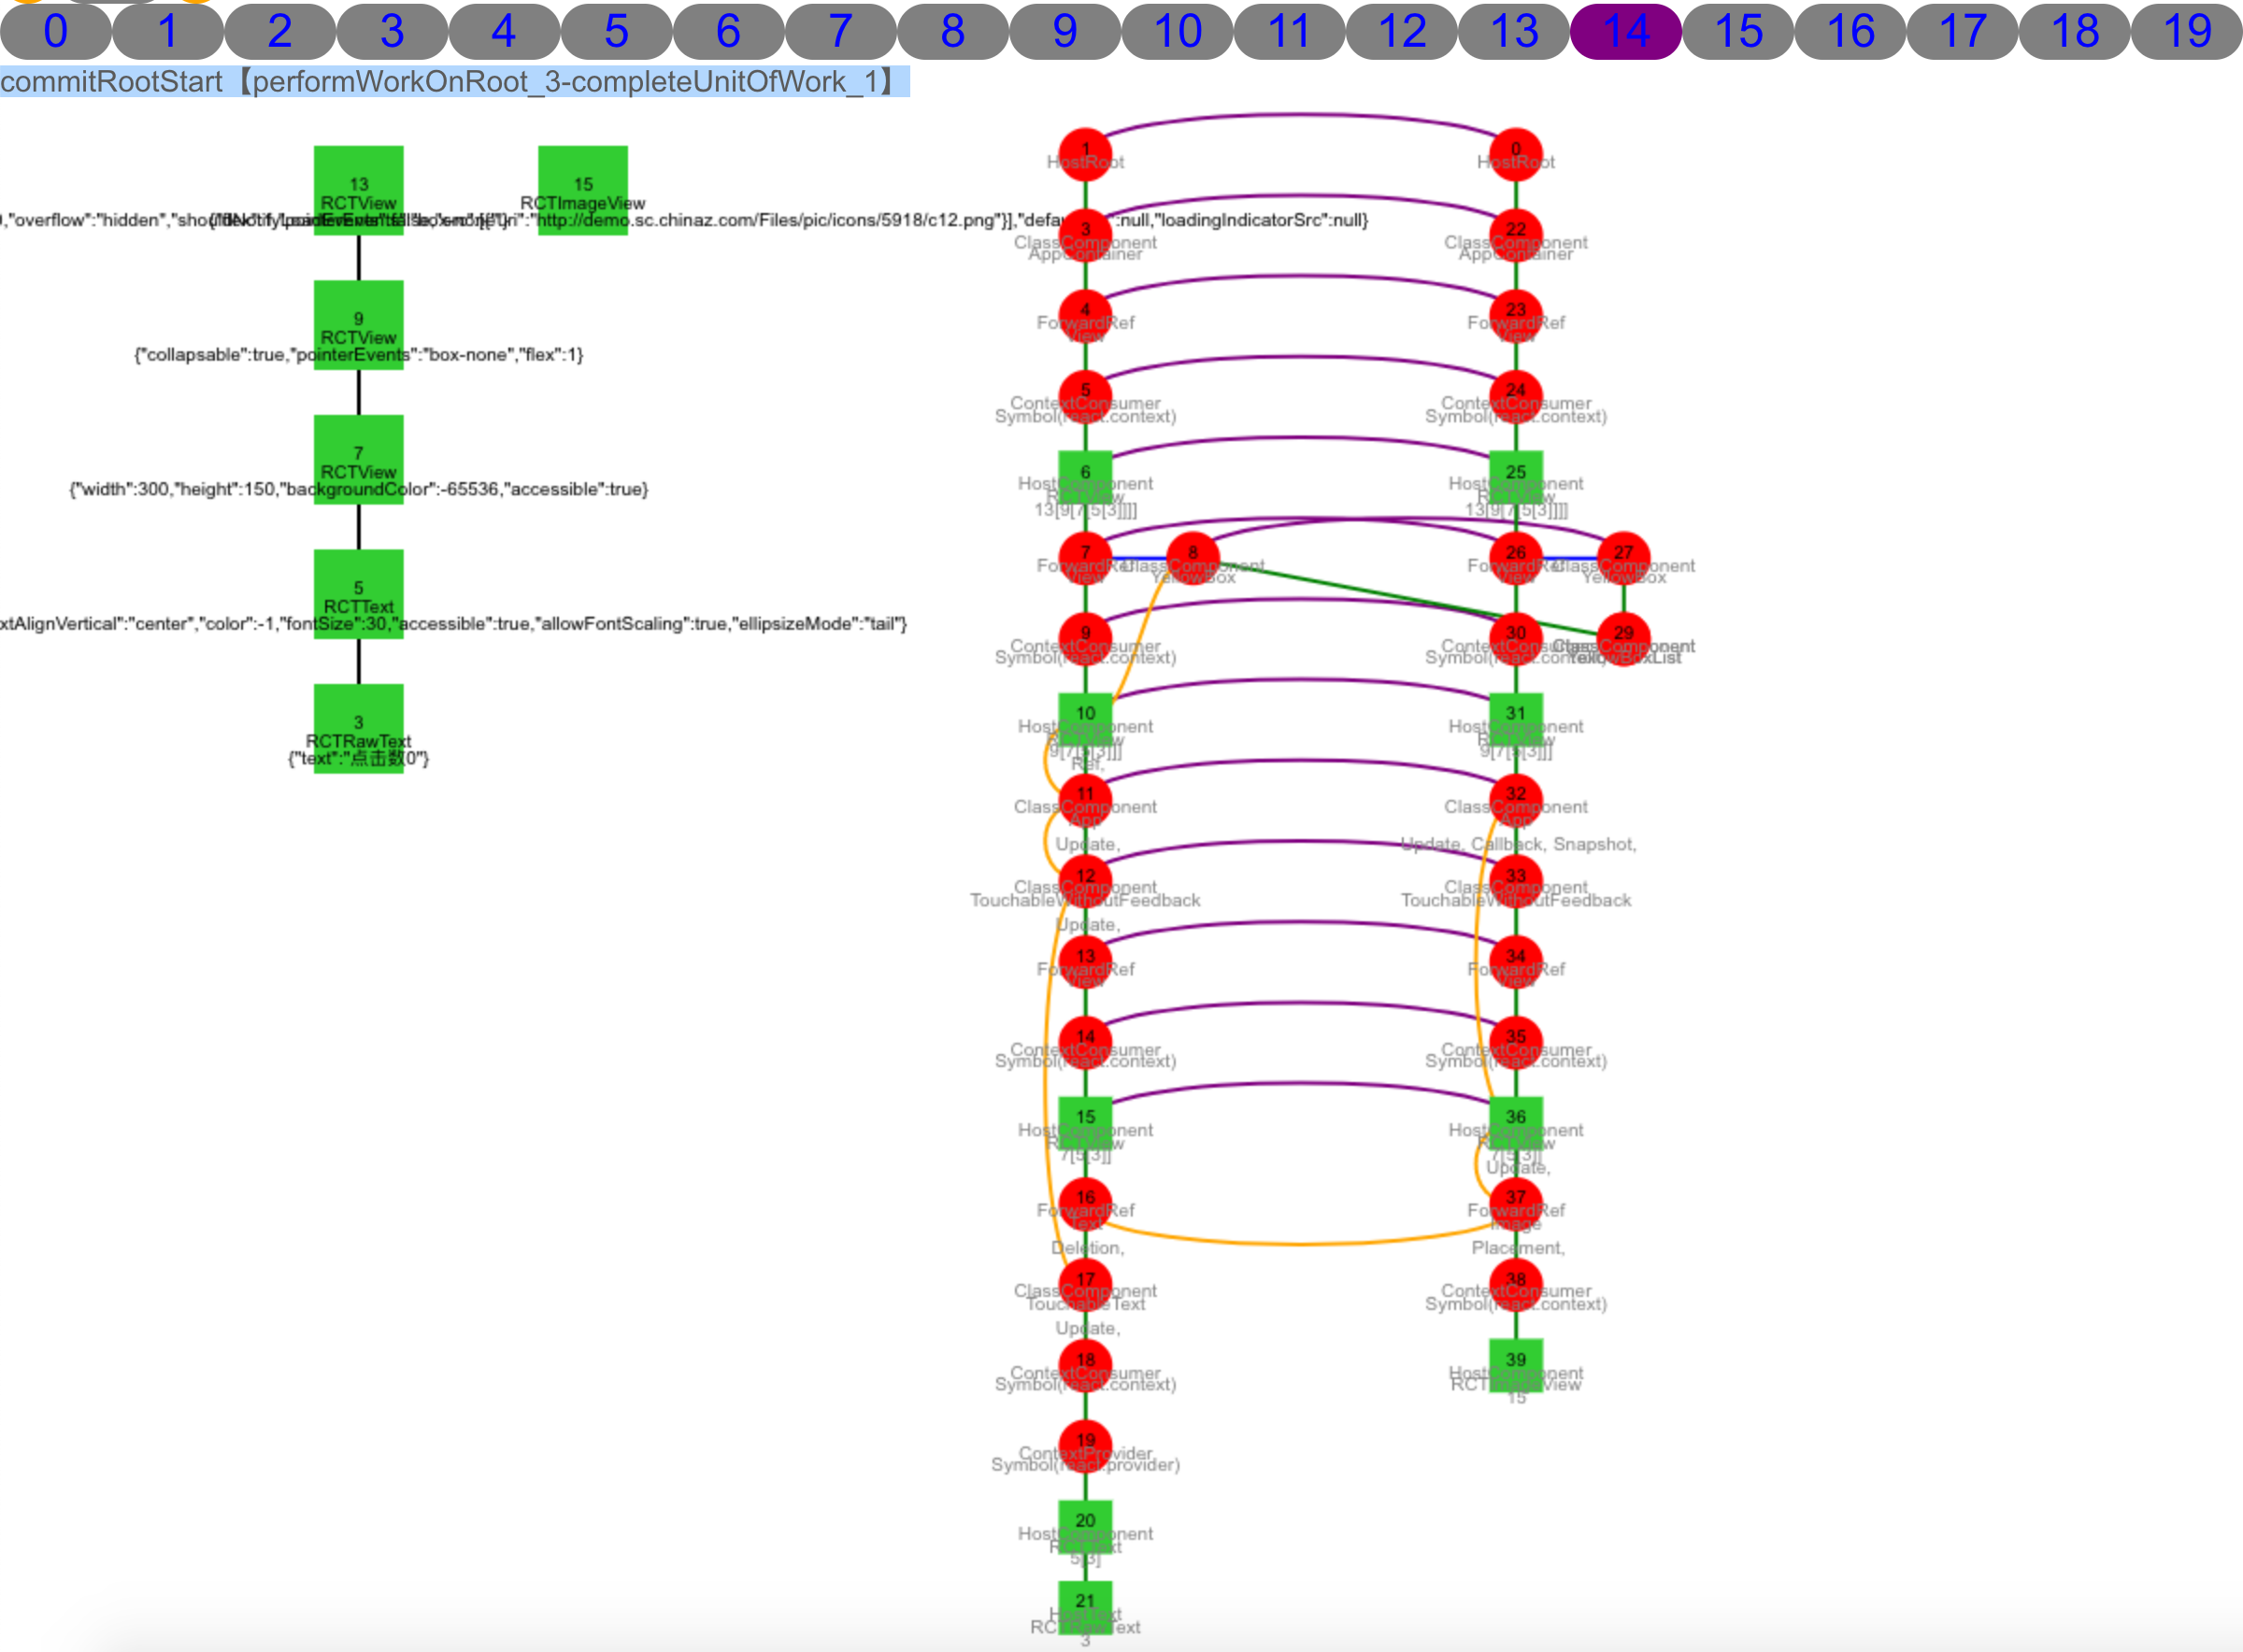 0 1 2 3 4 5 6 7 8 9 10 11 12 13 14 15 16 17 18 19
commitRootStart【performWorkOnRoot_3-completeUnitOfWork_1】
13
RCTView
15
RCTImageView
"http://demo.sc.chinaz.com/Files/pic/icons/5918/c12.png"}],"defau :null,"loadingIndicatorSrc":null}
9
RCTView
{"collapsable":true,"pointerEvents":"box-none","flex":1}
7
RCTView
{"width":300,"height":150,"backgroundColor":-65536,"accessible":true}
5
RCTText
xtAlignVertical":"center","color":-1,"fontSize":30,"accessible":true,"allowFontScaling":true,"ellipsizeMode":"tail"}
3
RCTRawText
{"text":"点击数0"}
1
HostRoot
0
HostRoot
3
ClassComponent
AppContainer
22
ClassComponent
AppContainer
4
ForwardRef
View
23
ForwardRef
View
5
ContextConsumer
Symbol(react.context)
24
ContextConsumer
Symbol(react.context)
6
HostComponent
RCTView
13[9[7[5[3]]]]
25
HostComponent
RCTView
13[9[7[5[3]]]]
7
ForwardRef
View
8
ClassComponent
YellowBox
26
ForwardRef
View
27
ClassComponent
YellowBox
9
ContextConsumer
Symbol(react.context)
30
ContextConsumer
Symbol(react.context)
29
ClassComponent
YellowBoxList
10
HostComponent
RCTView
9[7[5[3]]]
Ref,
31
HostComponent
RCTView
9[7[5[3]]]
11
ClassComponent
App
Update,
32
ClassComponent
App
Update, Callback, Snapshot,
12
ClassComponent
TouchableWithoutFeedback
Update,
33
ClassComponent
TouchableWithoutFeedback
13
ForwardRef
View
34
ForwardRef
View
14
ContextConsumer
Symbol(react.context)
35
ContextConsumer
Symbol(react.context)
15
HostComponent
RCTView
7[5[3]]
36
HostComponent
RCTView
7[5[3]]
Update,
16
ForwardRef
Text
Deletion,
37
ForwardRef
Image
Placement,
17
ClassComponent
TouchableText
Update,
38
ContextConsumer
Symbol(react.context)
18
ContextConsumer
Symbol(react.context)
39
HostComponent
RCTImageView
15
19
ContextProvider
Symbol(react.provider)
20
HostComponent
RCTText
5[3]
21
HostText
RCTRawText
3